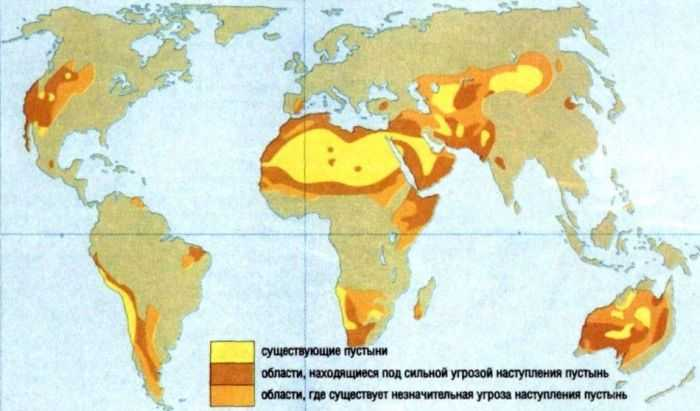 существующие пустыни
области, находящиеся под сильной угрозой наступления пустынь
области, где существует незначительная угроза наступления пустынь